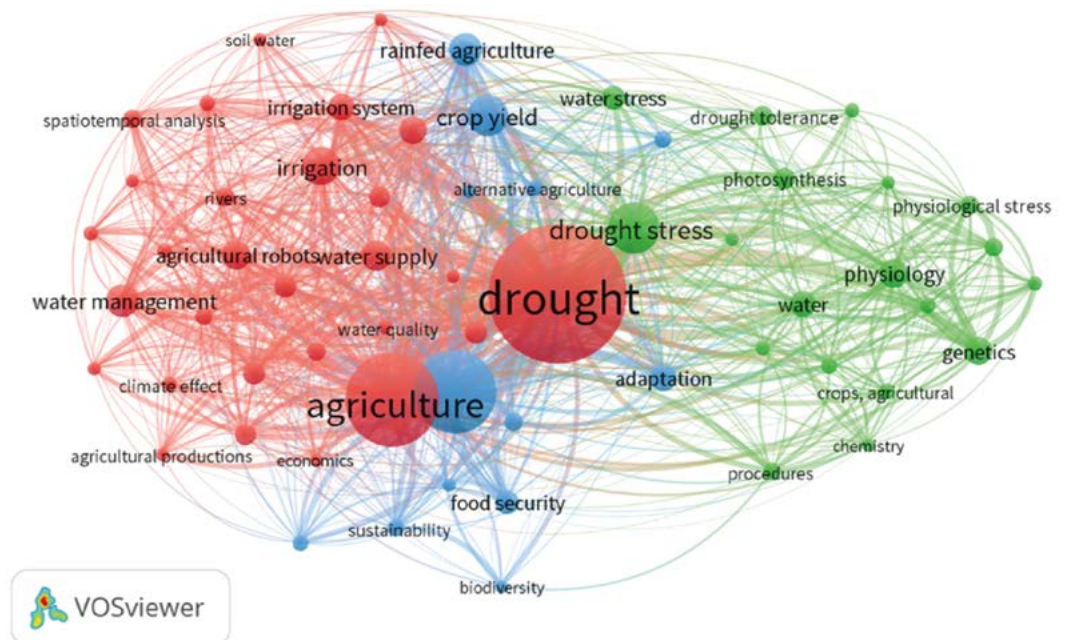 soil water
rainfed agriculture
irrigation system
crop yield
water stress
spatiotemporal analysis
drought tolerance
irrigation
alternative agriculture
photosynthesis
rivers
physiological stress
drought stress
agricultural robots
water supply
physiology
water management
drought
water
water quality
genetics
adaptation
climate effect
crops, agricultural
agriculture
chemistry
agricultural productions
economics
procedures
food security
sustainability
biodiversity
VOSviewer